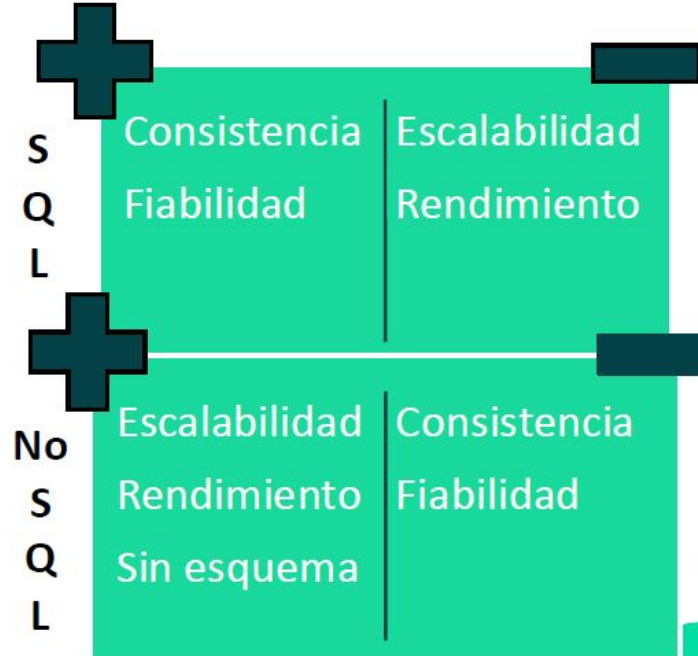 S
Q
L
Consistencia
Fiabilidad
Escalabilidad
Rendimiento
No
S
Q
L
Escalabilidad
Rendimiento
Sin esquema
Consistencia
Fiabilidad